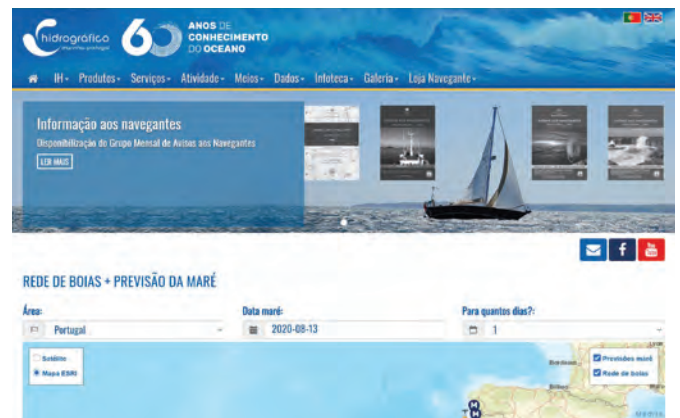 hidrográfico
marinha portugal
60
ANOS DE
CONHECIMENTO
DO OCEANO
IH Produtos Serviços Atividade Meios Dados Infoteca Galeria Loja Navegante
Informação aos navegantes
Disponibilização do Grupo Mensal de Avisos aos Navegantes
LER MAIS
REDE DE BOIAS + PREVISÃO DA MARÉ
Área: Data maré: Para quantos dias?:
Portugal 2020-08-13 1
Satélite
Mapa ESRI
Previsões maré
Rede de boias
Bilbao
H
H